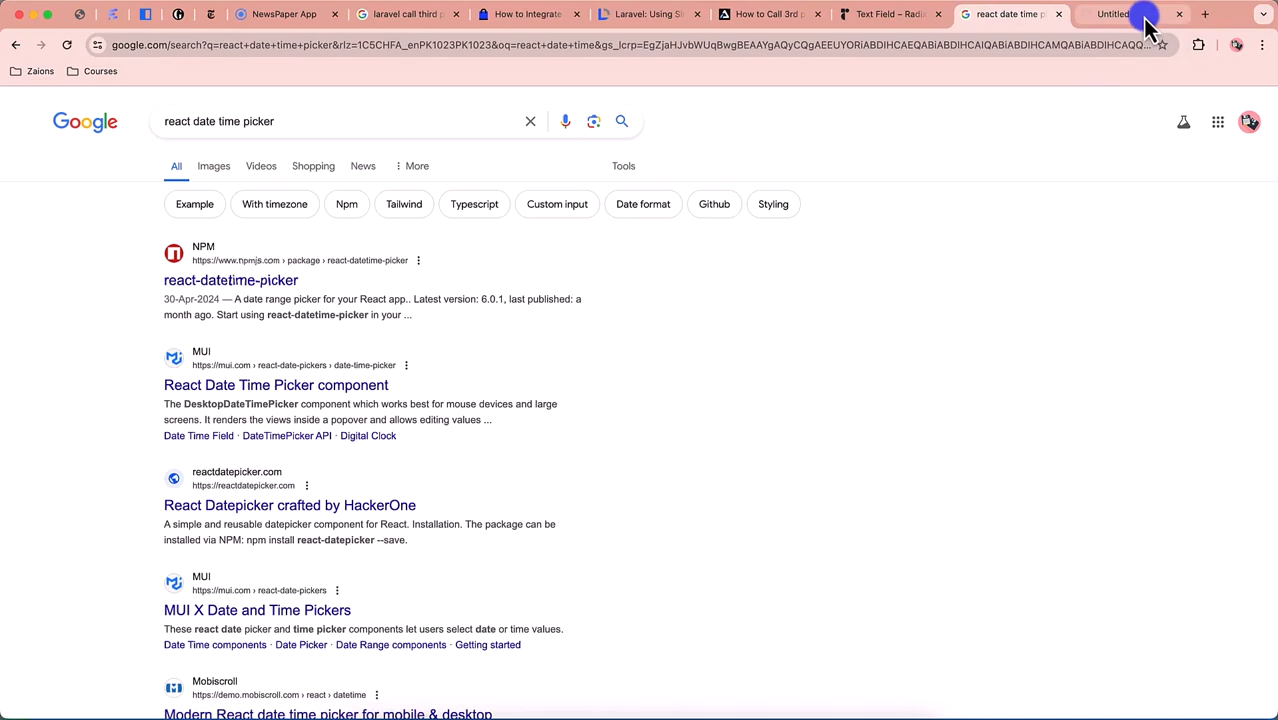 NewsPaper App
laravel call third p
How to Integrate
Laravel: Using S
How to Call 3rd p
Text Field – Radi
react date time p
Untitled
google.com/search?q=react+date+time+picker&rlz=1C5CHFA_enPK1023PK1023&oq=react+date+time&gs_lcrp=EgZjaHJvbWUqBwgBEAAYgAQyCQgAEEUYORiABDIHCAEQABiABDIHCAIQABiABDIHCAMQABiABDIHCAQQ...
Zaions
Courses
Google
react date time picker
All
Images
Videos
Shopping
News
More
Tools
Example
With timezone
Npm
Tailwind
Typescript
Custom input
Date format
Github
Styling
NPM
https://www.npmjs.com › package › react-datetime-picker
react-datetime-picker
30-Apr-2024 — A date range picker for your React app.. Latest version: 6.0.1, last published: a
month ago. Start using react-datetime-picker in your ...
MUI
https://mui.com › react-date-pickers › date-time-picker
React Date Time Picker component
The DesktopDateTimePicker component which works best for mouse devices and large
screens. It renders the views inside a popover and allows editing values ...
Date Time Field · DateTimePicker API · Digital Clock
reactdatepicker.com
https://reactdatepicker.com
React Datepicker crafted by HackerOne
A simple and reusable datepicker component for React. Installation. The package can be
installed via NPM: npm install react-datepicker --save.
MUI
https://mui.com › react-date-pickers
MUI X Date and Time Pickers
These react date picker and time picker components let users select date or time values.
Date Time components · Date Picker · Date Range components · Getting started
Mobiscroll
https://demo.mobiscroll.com › react › datetime
Modern React date time picker for mobile & desktop